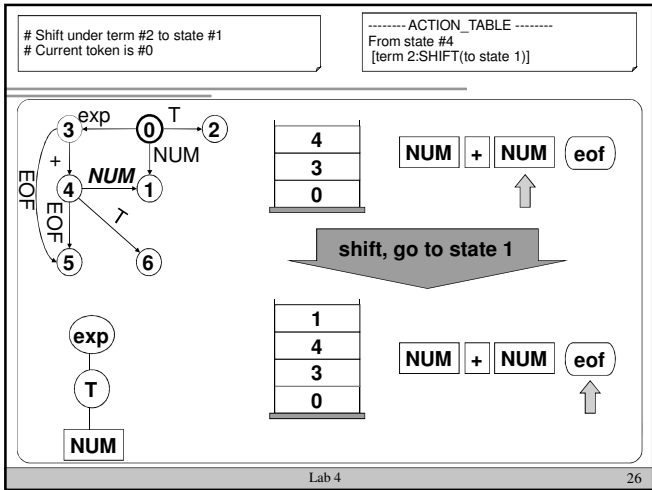 # Shift under term #2 to state #1
# Current token is #0
-------- ACTION_TABLE --------
From state #4
[term 2:SHIFT(to state 1)]
3 exp 0 T 2
+ NUM
EOF 4 NUM 1
EOF T
5 6
4
3
0
NUM + NUM eof
shift, go to state 1
exp
T
NUM
1
4
3
0
NUM + NUM eof
Lab 4 26